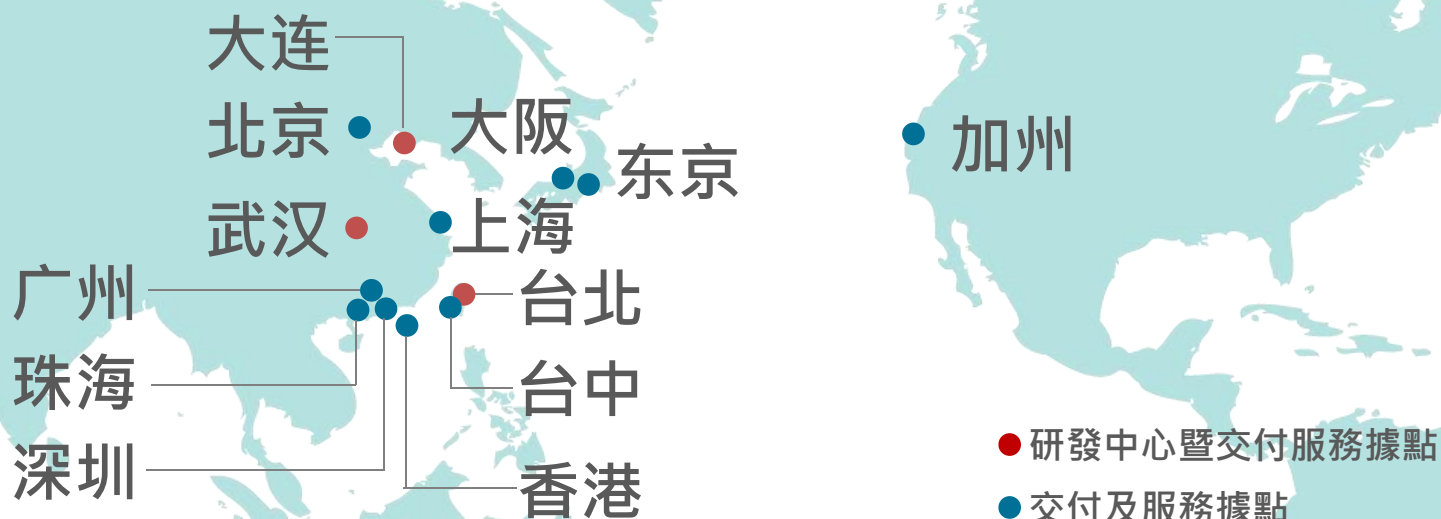 大连
北京
大阪
东京
加州
武汉
上海
广州
台北
珠海
台中
深圳
香港
研發中心暨交付服務據點
交付及服務據點